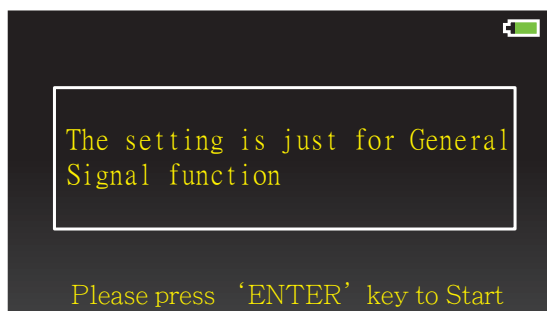 The setting is just for General
Signal function
Please press ‘ENTER’ key to Start